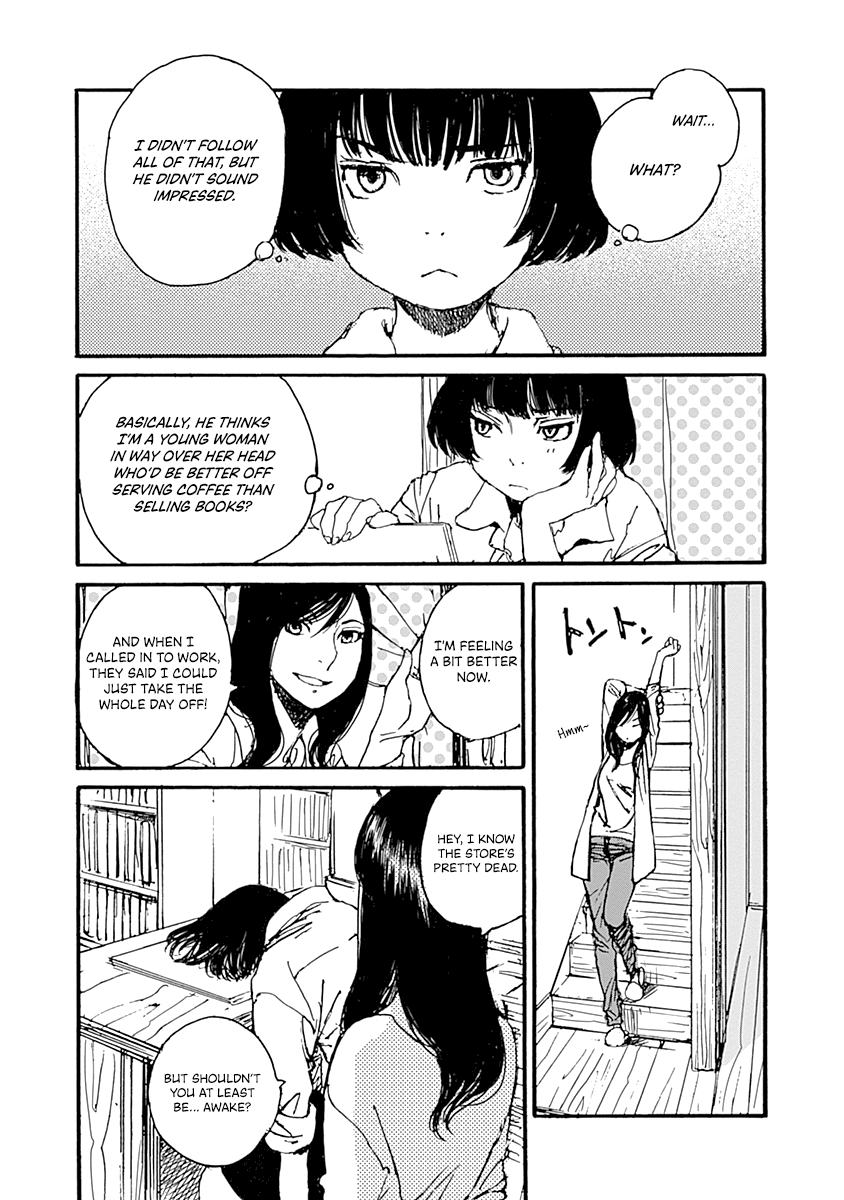 WAIT...
WHAT?
I DIDN'T FOLLOW
ALL OF THAT, BUT
HE DIDN'T SOUND
IMPRESSED.
BASICALLY, HE THINKS
I'M A YOUNG WOMAN
IN WAY OVER HER HEAD
WHO'D BE BETTER OFF
SERVING COFFEE THAN
SELLING BOOKS?
トントン
Hmm~
I'M FEELING
A BIT BETTER
NOW.
AND WHEN I
CALLED IN TO WORK,
THEY SAID I COULD
JUST TAKE THE
WHOLE DAY OFF!
HEY, I KNOW
THE STORE'S
PRETTY DEAD.
BUT SHOULDN'T
YOU AT LEAST
BE... AWAKE?